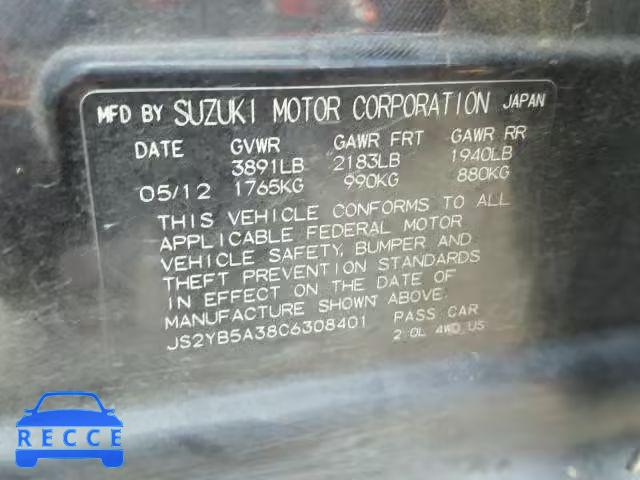 MFD BY SUZUKI MOTOR CORPORATION JAPAN
DATE GVWR GAWR FRT GAWR RR
3891LB 2183LB 1940LB
05/12 1765KG 990KG 880KG
THIS VEHICLE CONFORMS TO ALL
APPLICABLE FEDERAL MOTOR
VEHICLE SAFETY, BUMPER AND
THEFT PREVENTION STANDARDS
IN EFFECT ON THE DATE OF
MANUFACTURE SHOWN ABOVE.
JS2YB5A38C6308401 PASS CAR
2.0L 4WD US
RECCE